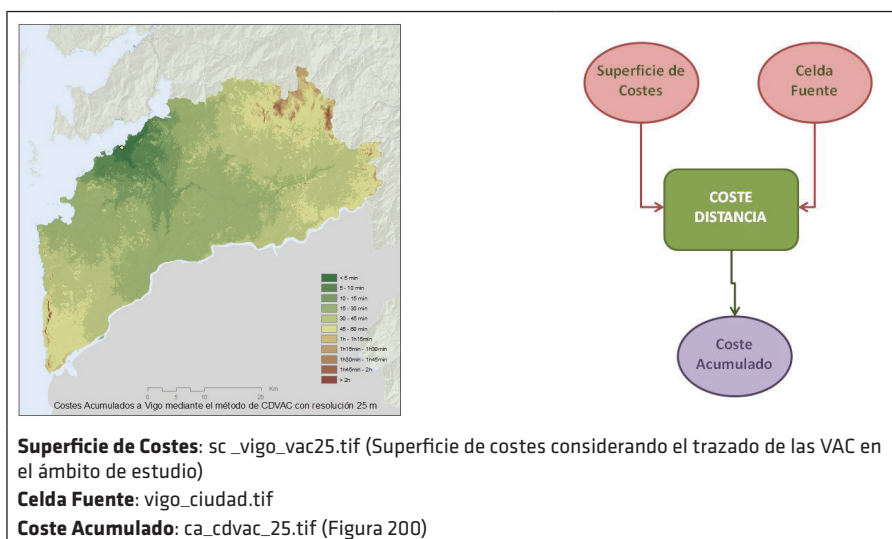 < 5 min
5 - 10 min
10 - 15 min
15 - 30 min
30 - 45 min
45 - 60 min
1h - 1h15min
1h15min - 1h30min
1h30min - 1h45min
1h45min - 2h
> 2h
Km
0 5 10 20
Costes Acumulados a Vigo mediante el método de CDVAC con resolución 25 m
Superficie de
Costes
Celda
Fuente
COSTE
DISTANCIA
Coste
Acumulado
Superficie de Costes: sc _vigo_vac25.tif (Superficie de costes considerando el trazado de las VAC en
el ámbito de estudio)
Celda Fuente: vigo_ciudad.tif
Coste Acumulado: ca_cdvac_25.tif (Figura 200)